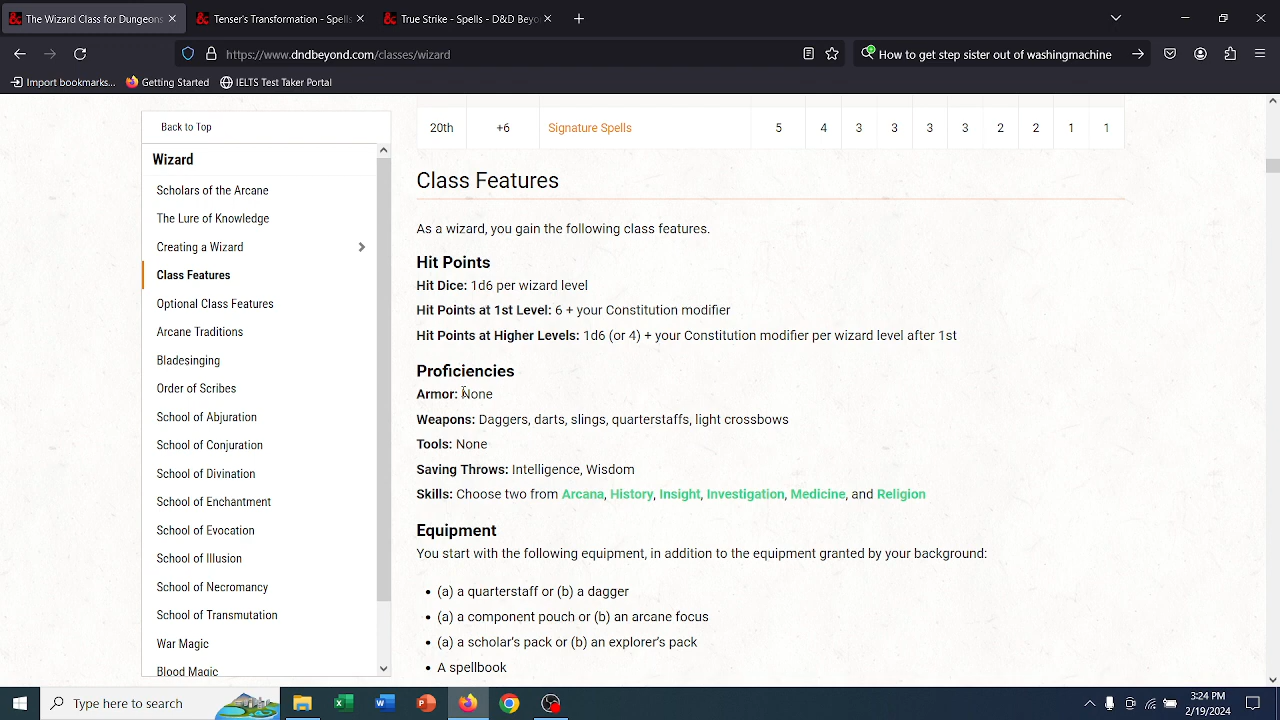 The Wizard Class for Dungeons
Tenser's Transformation - Spells
True Strike - Spells - D&D Beyo
https://www.dndbeyond.com/classes/wizard
How to get step sister out of washingmachine
Import bookmarks...
Getting Started
IELTS Test Taker Portal
Back to Top
Wizard
Scholars of the Arcane
The Lure of Knowledge
Creating a Wizard
Class Features
Optional Class Features
Arcane Traditions
Bladesinging
Order of Scribes
School of Abjuration
School of Conjuration
School of Divination
School of Enchantment
School of Evocation
School of Illusion
School of Necromancy
School of Transmutation
War Magic
Blood Magic
20th +6 Signature Spells 5 4 3 3 3 3 2 2 1 1
Class Features
As a wizard, you gain the following class features.
Hit Points
Hit Dice: 1d6 per wizard level
Hit Points at 1st Level: 6 + your Constitution modifier
Hit Points at Higher Levels: 1d6 (or 4) + your Constitution modifier per wizard level after 1st
Proficiencies
Armor: None
Weapons: Daggers, darts, slings, quarterstaffs, light crossbows
Tools: None
Saving Throws: Intelligence, Wisdom
Skills: Choose two from Arcana, History, Insight, Investigation, Medicine, and Religion
Equipment
You start with the following equipment, in addition to the equipment granted by your background:
• (a) a quarterstaff or (b) a dagger
• (a) a component pouch or (b) an arcane focus
• (a) a scholar's pack or (b) an explorer's pack
• A spellbook
Type here to search
3:24 PM
2/19/2024